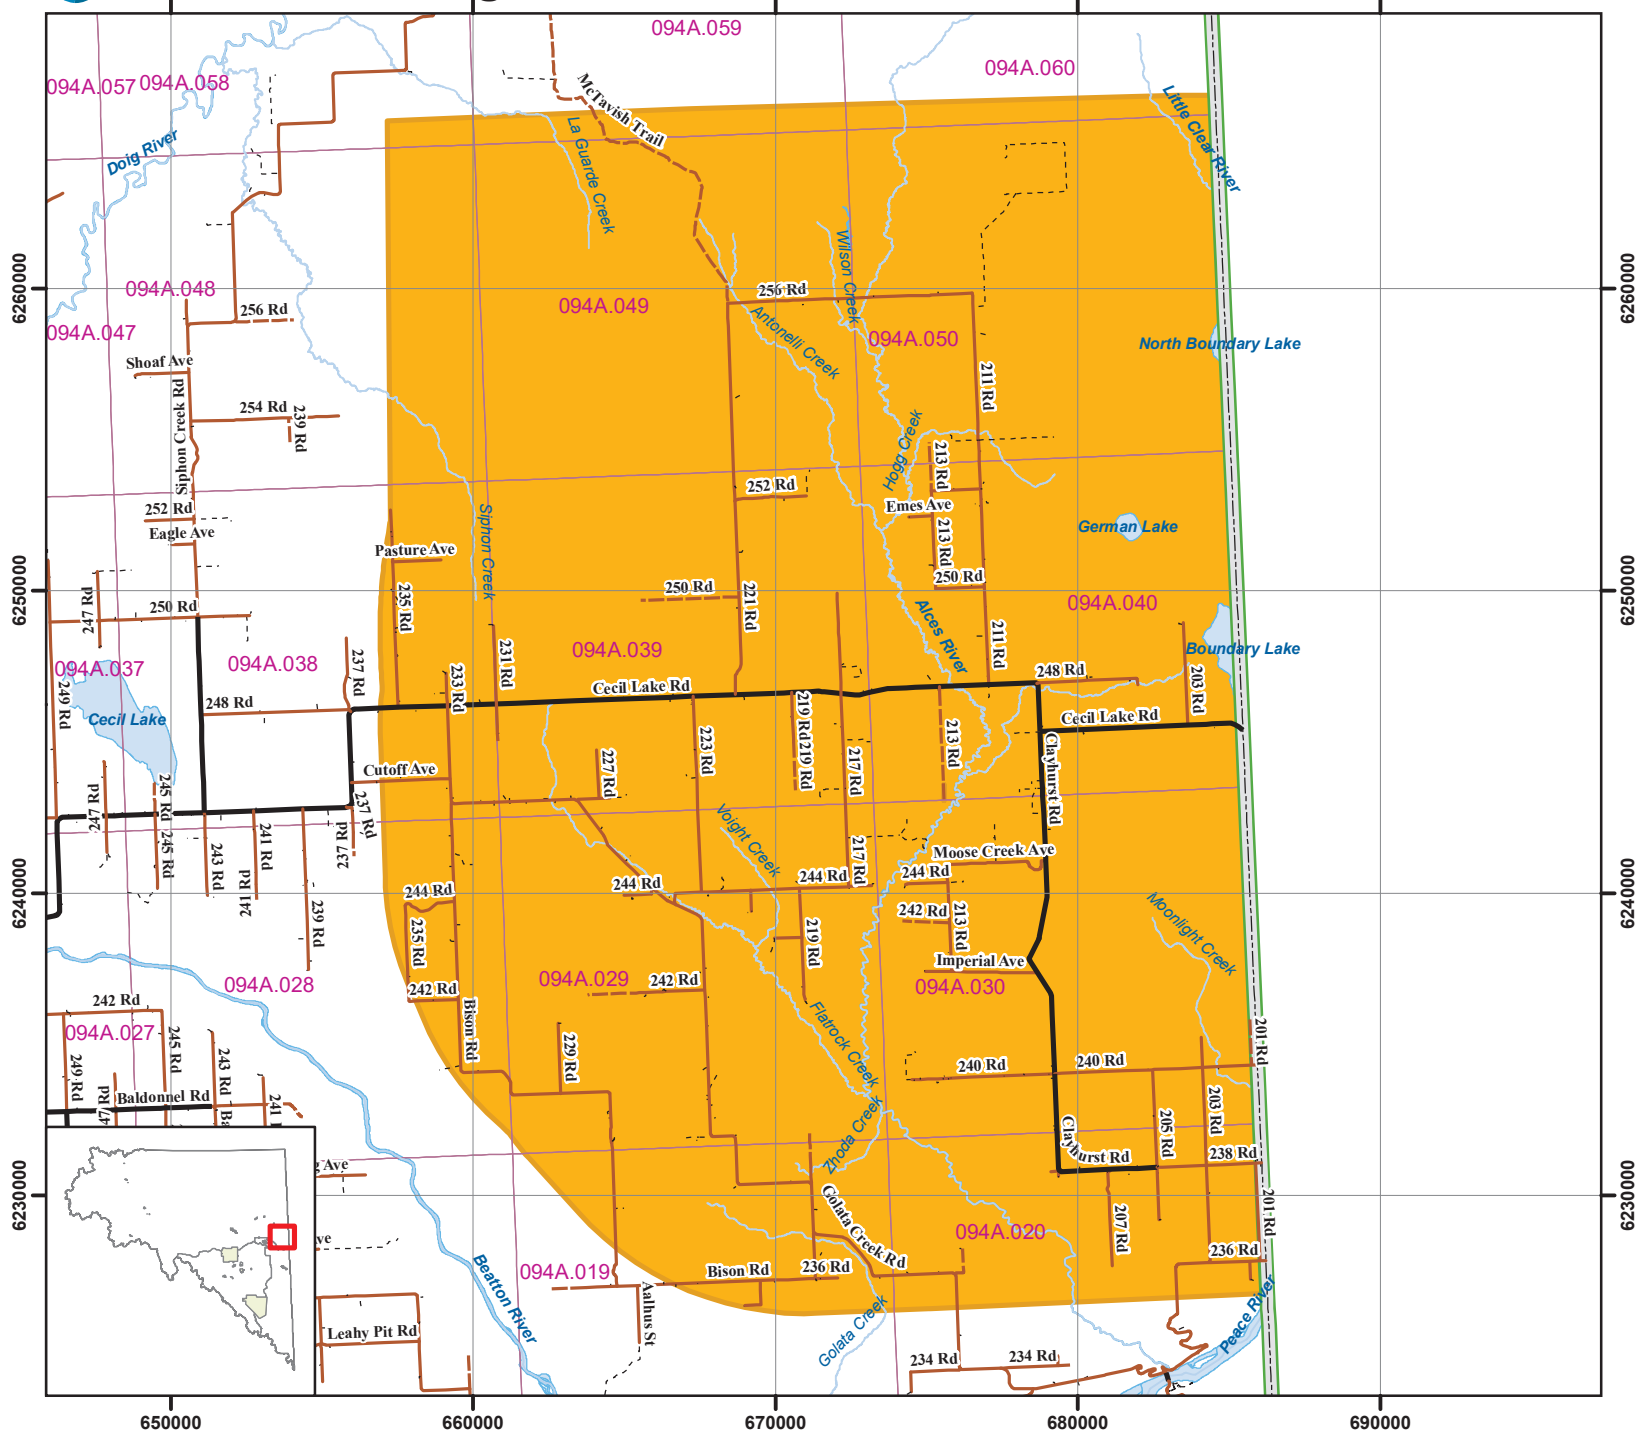 094A.059
094A.060
094A.057
094A.058
McTavish Trail
La Guarde Creek
Little Clear River
Doig River
6260000
094A.048
256 Rd
094A.047
Shoaf Ave
Siphon Creek Rd
254 Rd
239 Rd
252 Rd
Eagle Ave
094A.049
256 Rd
Wilson Creek
Antonelli Creek
094A.050
North Boundary Lake
6260000
211 Rd
Hogg Creek
213 Rd
252 Rd
Emes Ave
213 Rd
German Lake
Siphon Creek
Pasture Ave
6250000
247 Rd
250 Rd
235 Rd
250 Rd
221 Rd
250 Rd
094A.040
6250000
Alces River
211 Rd
231 Rd
094A.039
Boundary Lake
094A.037
094A.038
237 Rd
249 Rd
248 Rd
233 Rd
Cecil Lake Rd
248 Rd
203 Rd
Cecil Lake
Cecil Lake Rd
219 Rd
219 Rd
223 Rd
217 Rd
213 Rd
Clayhurst Rd
Cutoff Ave
227 Rd
247 Rd
245 Rd
245 Rd
237 Rd
237 Rd
243 Rd
241 Rd
241 Rd
239 Rd
Voight Creek
217 Rd
Moose Creek Ave
6240000
244 Rd
244 Rd
244 Rd
244 Rd
6240000
242 Rd
213 Rd
235 Rd
219 Rd
Moonlight Creek
Imperial Ave
094A.028
242 Rd
094A.029
242 Rd
094A.030
242 Rd
094A.027
245 Rd
243 Rd
249 Rd
Bison Rd
229 Rd
Flatrock Creek
201 Rd
240 Rd
240 Rd
Baldonnel Rd
47 Rd
Ba
241
203 Rd
205 Rd
Zhoda Creek
Clayhurst Rd
238 Rd
g Ave
6230000
Golata Creek Rd
201 Rd
6230000
094A.020
207 Rd
ve
236 Rd
094A.019
Bison Rd
236 Rd
Beatton River
Aalhus St
Golata Creek
Peace River
Leahy Pit Rd
234 Rd
234 Rd
650000
660000
670000
680000
690000